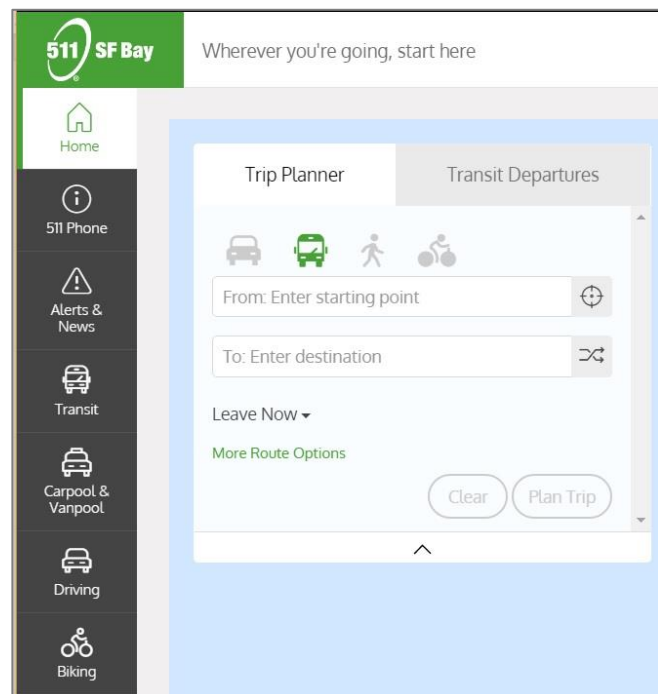 511 SF Bay
Wherever you're going, start here
Home
511 Phone
Alerts &
News
Transit
Carpool &
Vanpool
Driving
Biking
Trip Planner
Transit Departures
From: Enter starting point
To: Enter destination
Leave Now
More Route Options
Clear
Plan Trip